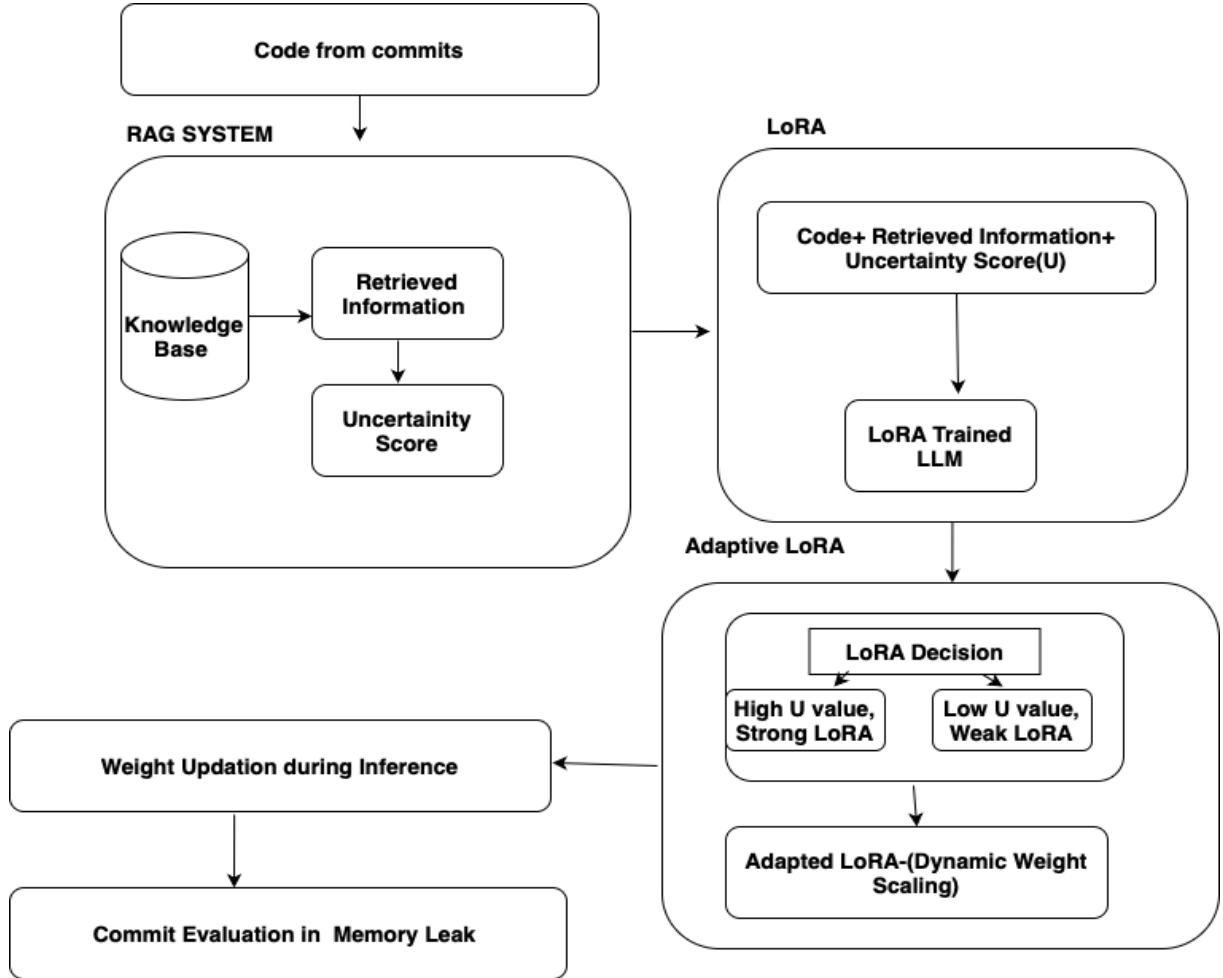 Code from commits
RAG SYSTEM
Knowledge
Base
Retrieved
Information
Uncertainity
Score
LoRA
Code+ Retrieved Information+
Uncertainty Score(U)
LoRA Trained
LLM
Adaptive LoRA
LoRA Decision
High U value,
Strong LoRA
Low U value,
Weak LoRA
Adapted LoRA-(Dynamic Weight
Scaling)
Weight Updation during Inference
Commit Evaluation in Memory Leak